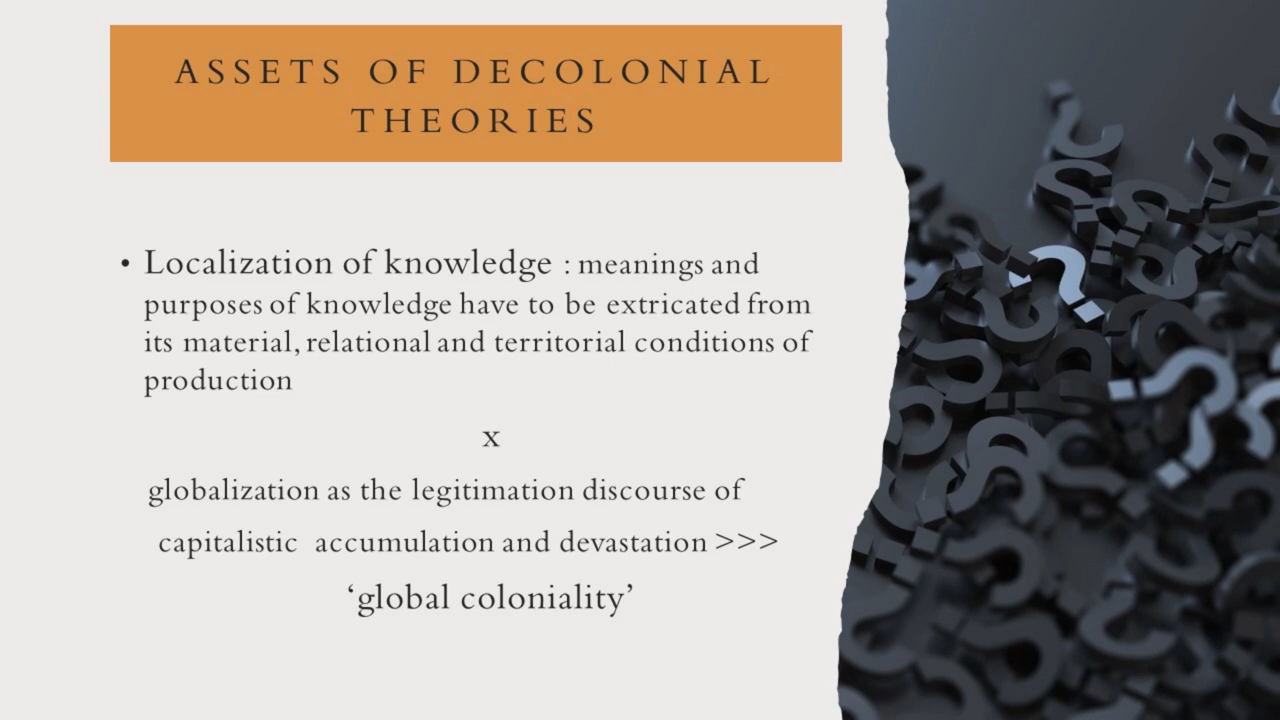 ASSETS OF DECOLONIAL
THEORIES
• Localization of knowledge : meanings and
purposes of knowledge have to be extricated from
its material, relational and territorial conditions of
production
x
globalization as the legitimation discourse of
capitalistic accumulation and devastation >>>
‘global coloniality’